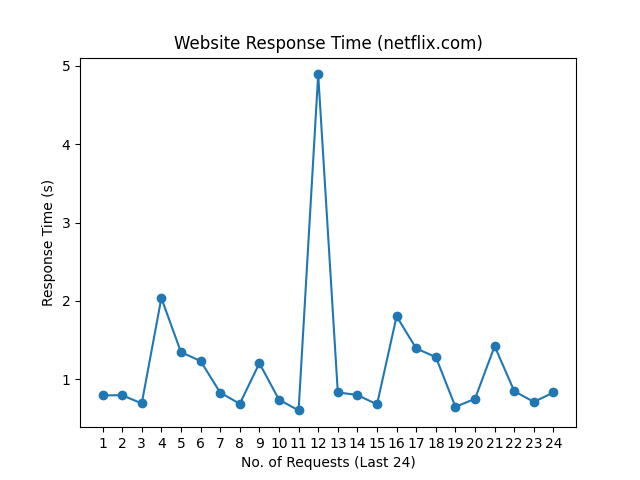 Website Response Time (netflix.com)
5
4
3
2
1
Response Time (s)
1 2 3 4 5 6 7 8 9 10 11 12 13 14 15 16 17 18 19 20 21 22 23 24
No. of Requests (Last 24)